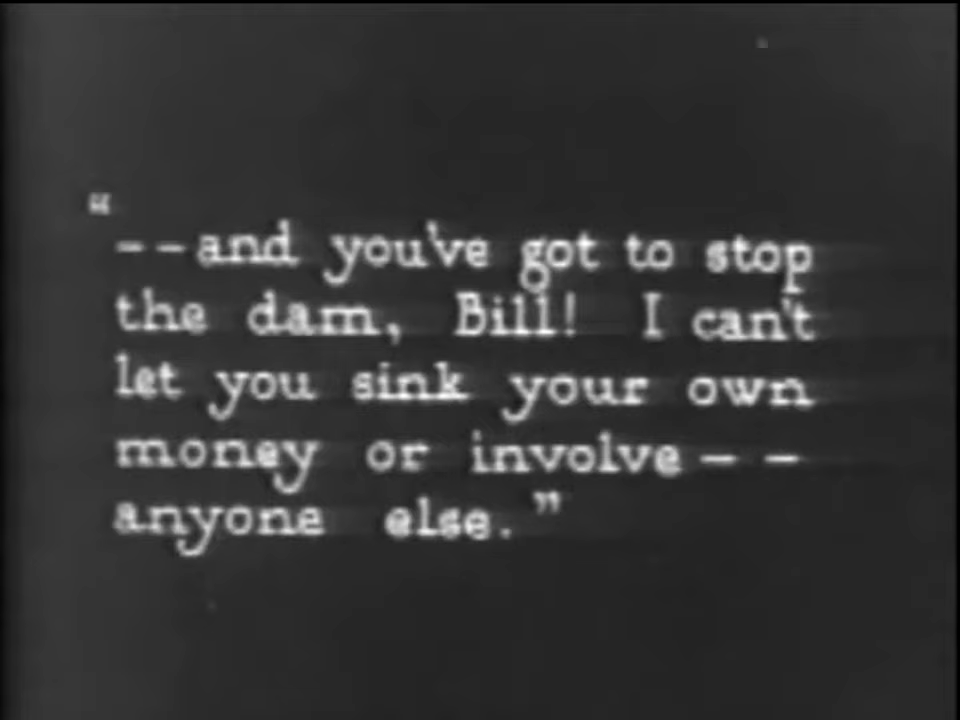 “
--and you've got to stop
the dam, Bill! I can't
let you sink your own
money or involve--
anyone else.”